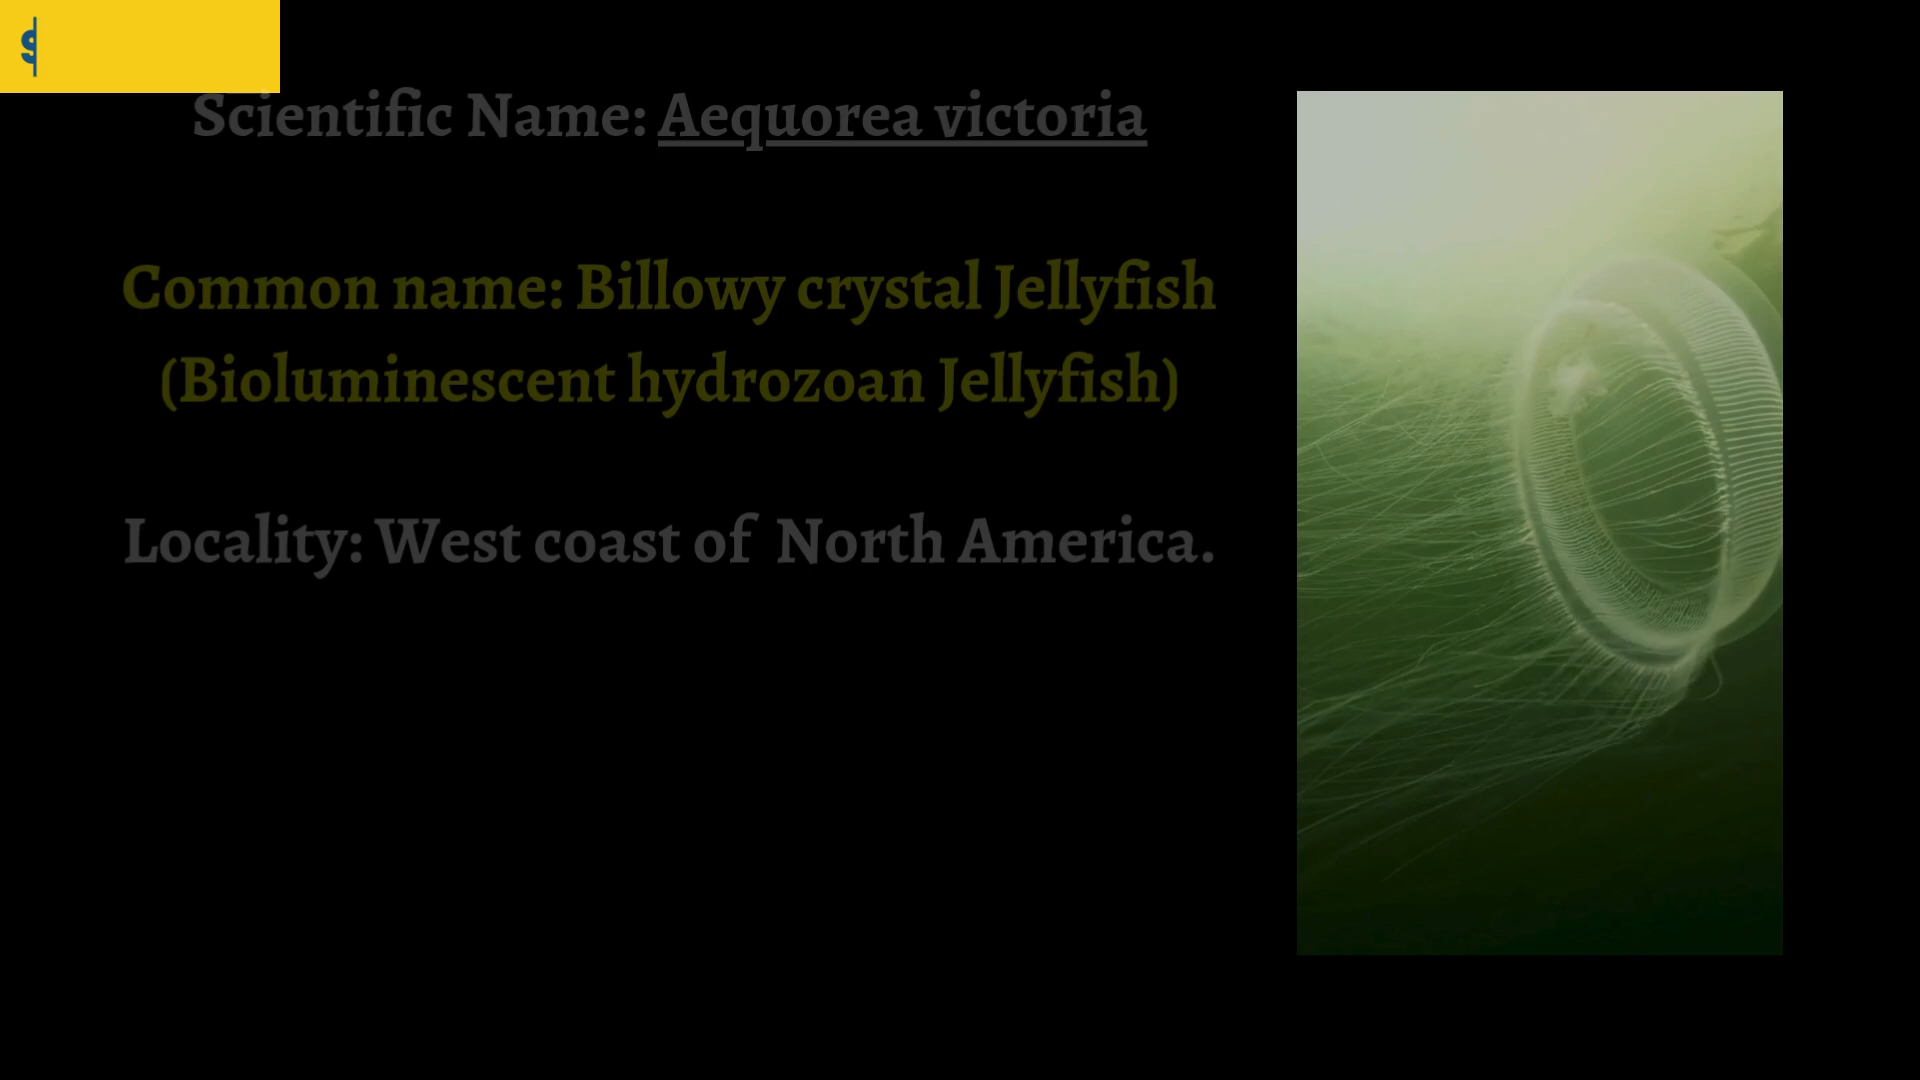 Scientific Name: Aequorea victoria
Common name: Billowy crystal Jellyfish
(Bioluminescent hydrozoan Jellyfish)
Locality: West coast of North America.